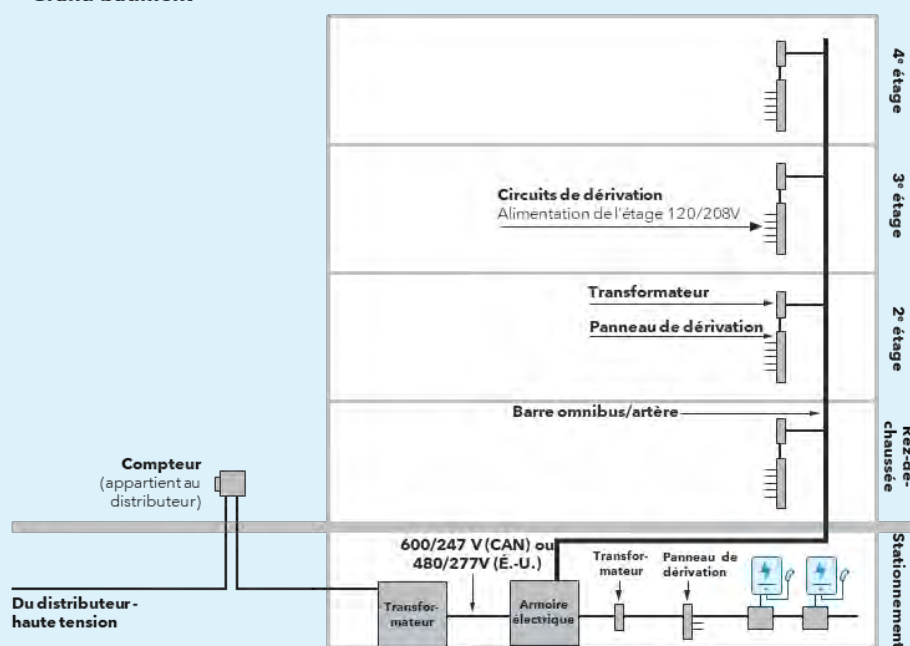 4ᵉ étage
3ᵉ étage
Circuits de dérivation
Alimentation de l'étage 120/208V
2ᵉ étage
Transformateur
Panneau de dérivation
Barre omnibus/artère
Rez-de-
chaussée
Compteur
(appartient au
distributeur)
600/247 V (CAN) ou
480/277V (É.-U.)
Transfor-
mateur
Panneau de
dérivation
Stationnement
Du distributeur -
haute tension
Transfor-
mateur
Armoire
électrique